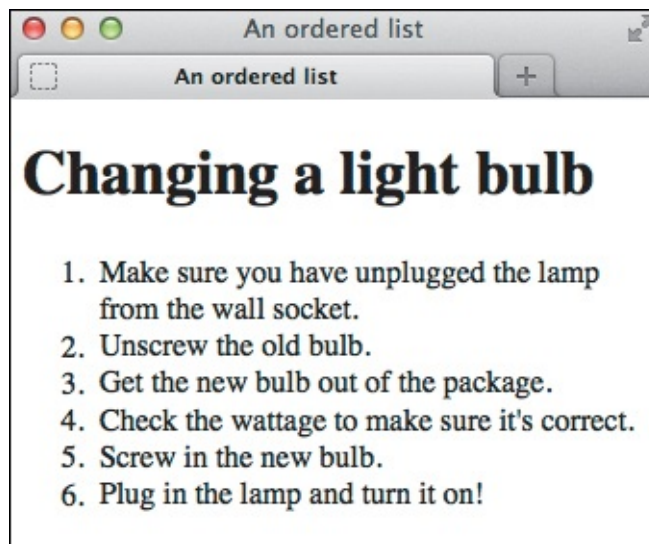 An ordered list
An ordered list
Changing a light bulb
1. Make sure you have unplugged the lamp
from the wall socket.
2. Unscrew the old bulb.
3. Get the new bulb out of the package.
4. Check the wattage to make sure it's correct.
5. Screw in the new bulb.
6. Plug in the lamp and turn it on!